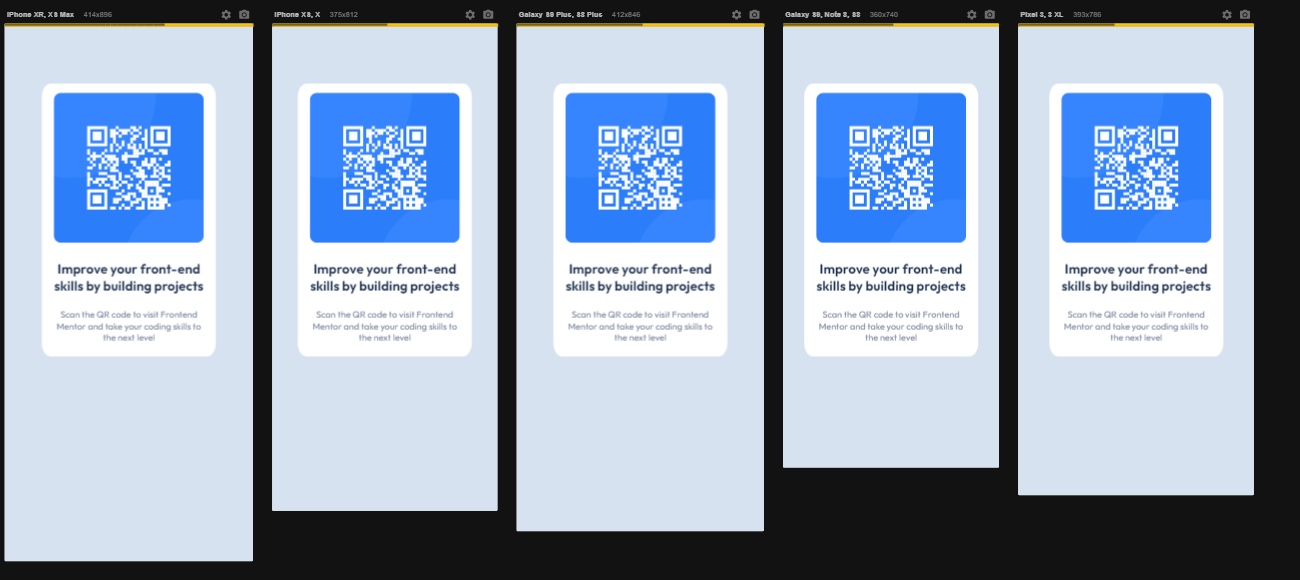 iPhone XR, XS Max 414x896
Improve your front-end
skills by building projects
Scan the QR code to visit Frontend
Mentor and take your coding skills to
the next level
iPhone XS, X 375x812
Improve your front-end
skills by building projects
Scan the QR code to visit Frontend
Mentor and take your coding skills to
the next level
Galaxy S9 Plus, S8 Plus 412x846
Improve your front-end
skills by building projects
Scan the QR code to visit Frontend
Mentor and take your coding skills to
the next level
Galaxy S9, Note 8, S8 360x740
Improve your front-end
skills by building projects
Scan the QR code to visit Frontend
Mentor and take your coding skills to
the next level
Pixel 3, 3 XL 393x786
Improve your front-end
skills by building projects
Scan the QR code to visit Frontend
Mentor and take your coding skills to
the next level